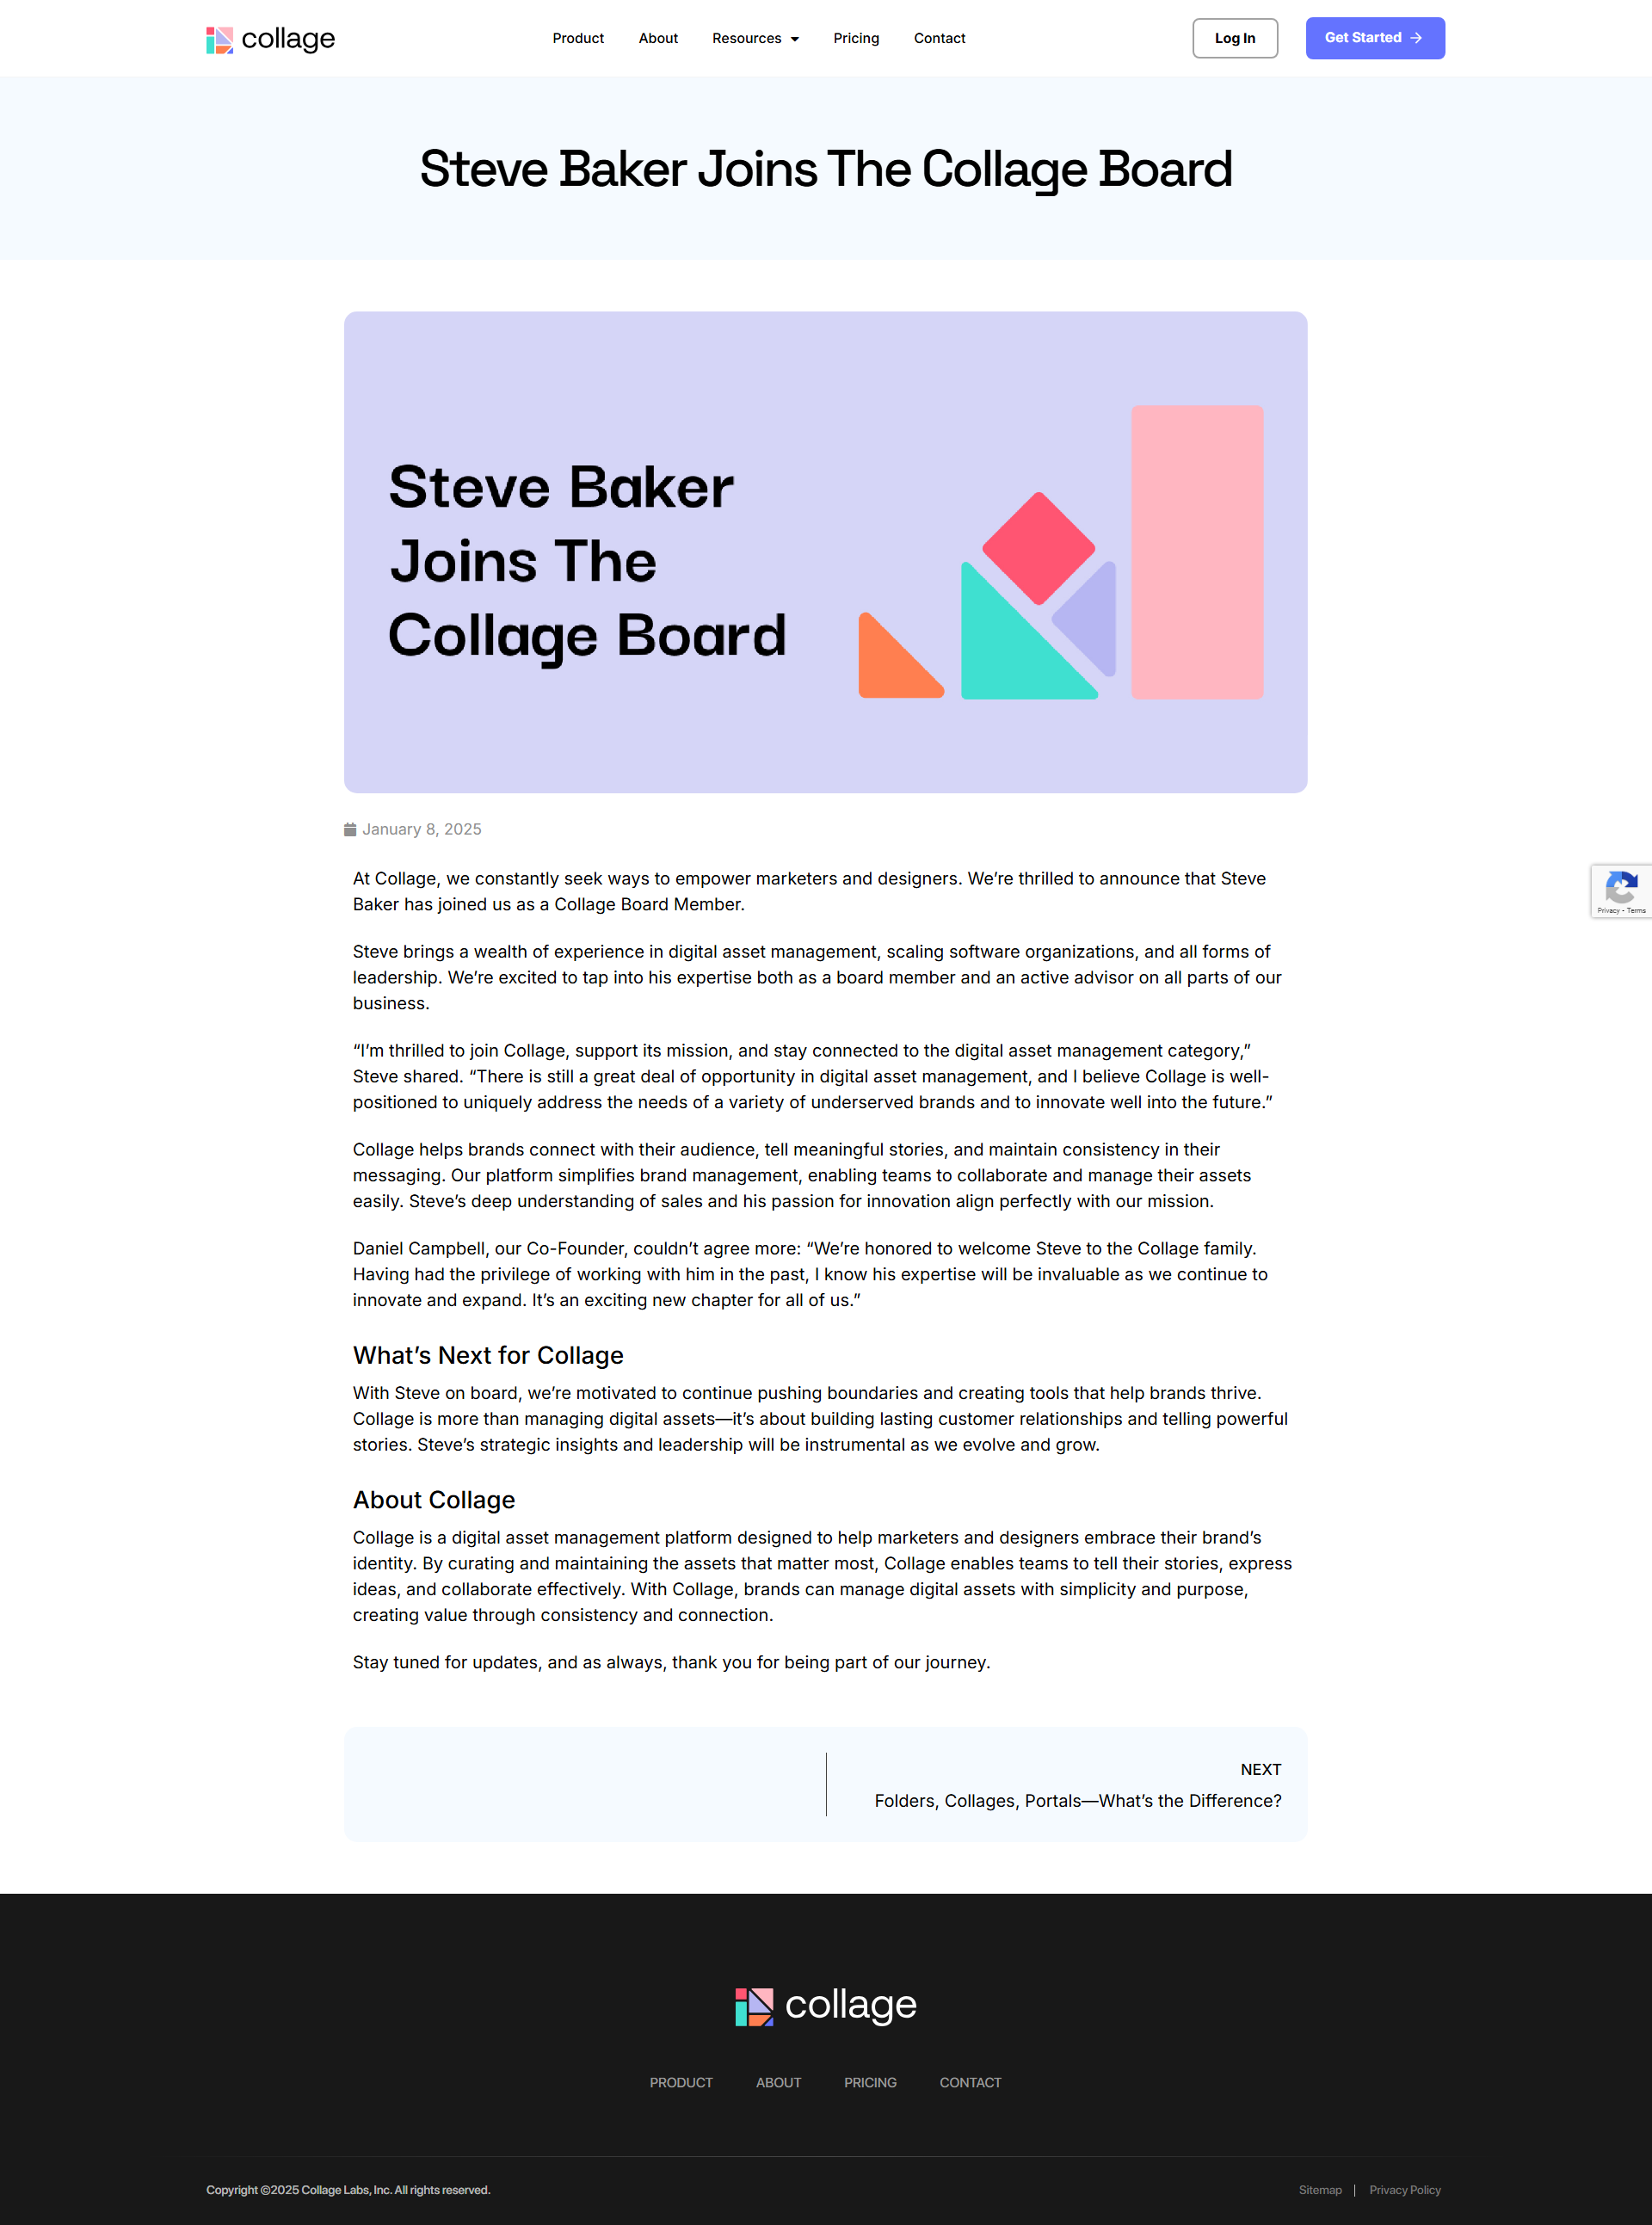 collage
Product About Resources Pricing Contact
Log In
Get Started →
Steve Baker Joins The Collage Board
Steve Baker
Joins The
Collage Board
January 8, 2025
At Collage, we constantly seek ways to empower marketers and designers. We’re thrilled to announce that Steve
Baker has joined us as a Collage Board Member.
Steve brings a wealth of experience in digital asset management, scaling software organizations, and all forms of
leadership. We’re excited to tap into his expertise both as a board member and an active advisor on all parts of our
business.
“I’m thrilled to join Collage, support its mission, and stay connected to the digital asset management category,”
Steve shared. “There is still a great deal of opportunity in digital asset management, and I believe Collage is well-
positioned to uniquely address the needs of a variety of underserved brands and to innovate well into the future.”
Collage helps brands connect with their audience, tell meaningful stories, and maintain consistency in their
messaging. Our platform simplifies brand management, enabling teams to collaborate and manage their assets
easily. Steve’s deep understanding of sales and his passion for innovation align perfectly with our mission.
Daniel Campbell, our Co-Founder, couldn’t agree more: “We’re honored to welcome Steve to the Collage family.
Having had the privilege of working with him in the past, I know his expertise will be invaluable as we continue to
innovate and expand. It’s an exciting new chapter for all of us.”
What’s Next for Collage
With Steve on board, we’re motivated to continue pushing boundaries and creating tools that help brands thrive.
Collage is more than managing digital assets—it’s about building lasting customer relationships and telling powerful
stories. Steve’s strategic insights and leadership will be instrumental as we evolve and grow.
About Collage
Collage is a digital asset management platform designed to help marketers and designers embrace their brand’s
identity. By curating and maintaining the assets that matter most, Collage enables teams to tell their stories, express
ideas, and collaborate effectively. With Collage, brands can manage digital assets with simplicity and purpose,
creating value through consistency and connection.
Stay tuned for updates, and as always, thank you for being part of our journey.
NEXT
Folders, Collages, Portals—What’s the Difference?
Privacy - Terms
collage
PRODUCT ABOUT PRICING CONTACT
Copyright ©2025 Collage Labs, Inc. All rights reserved.
Sitemap | Privacy Policy